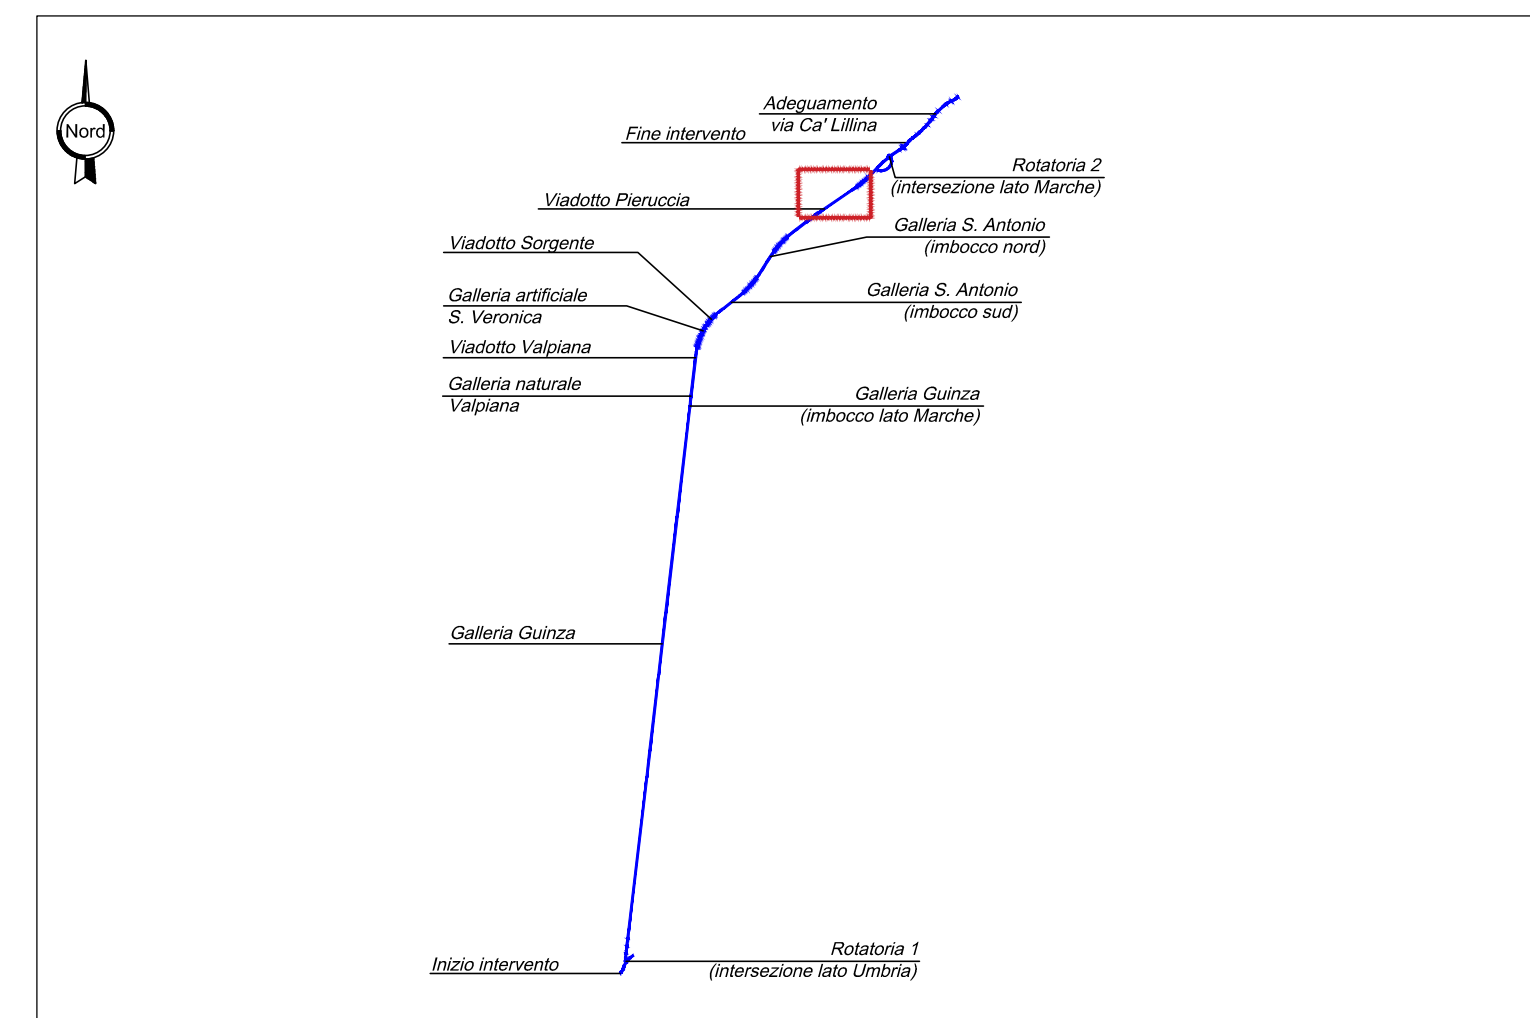 Nord
Adeguamento
via Ca' Lillina
Fine intervento
Rotatoria 2
(intersezione lato Marche)
Viadotto Pieruccia
Galleria S. Antonio
(imbocco nord)
Viadotto Sorgente
Galleria artificiale
S. Veronica
Galleria S. Antonio
(imbocco sud)
Viadotto Valpiana
Galleria naturale
Valpiana
Galleria Guinza
(imbocco lato Marche)
Galleria Guinza
Rotatoria 1
(intersezione lato Umbria)
Inizio intervento